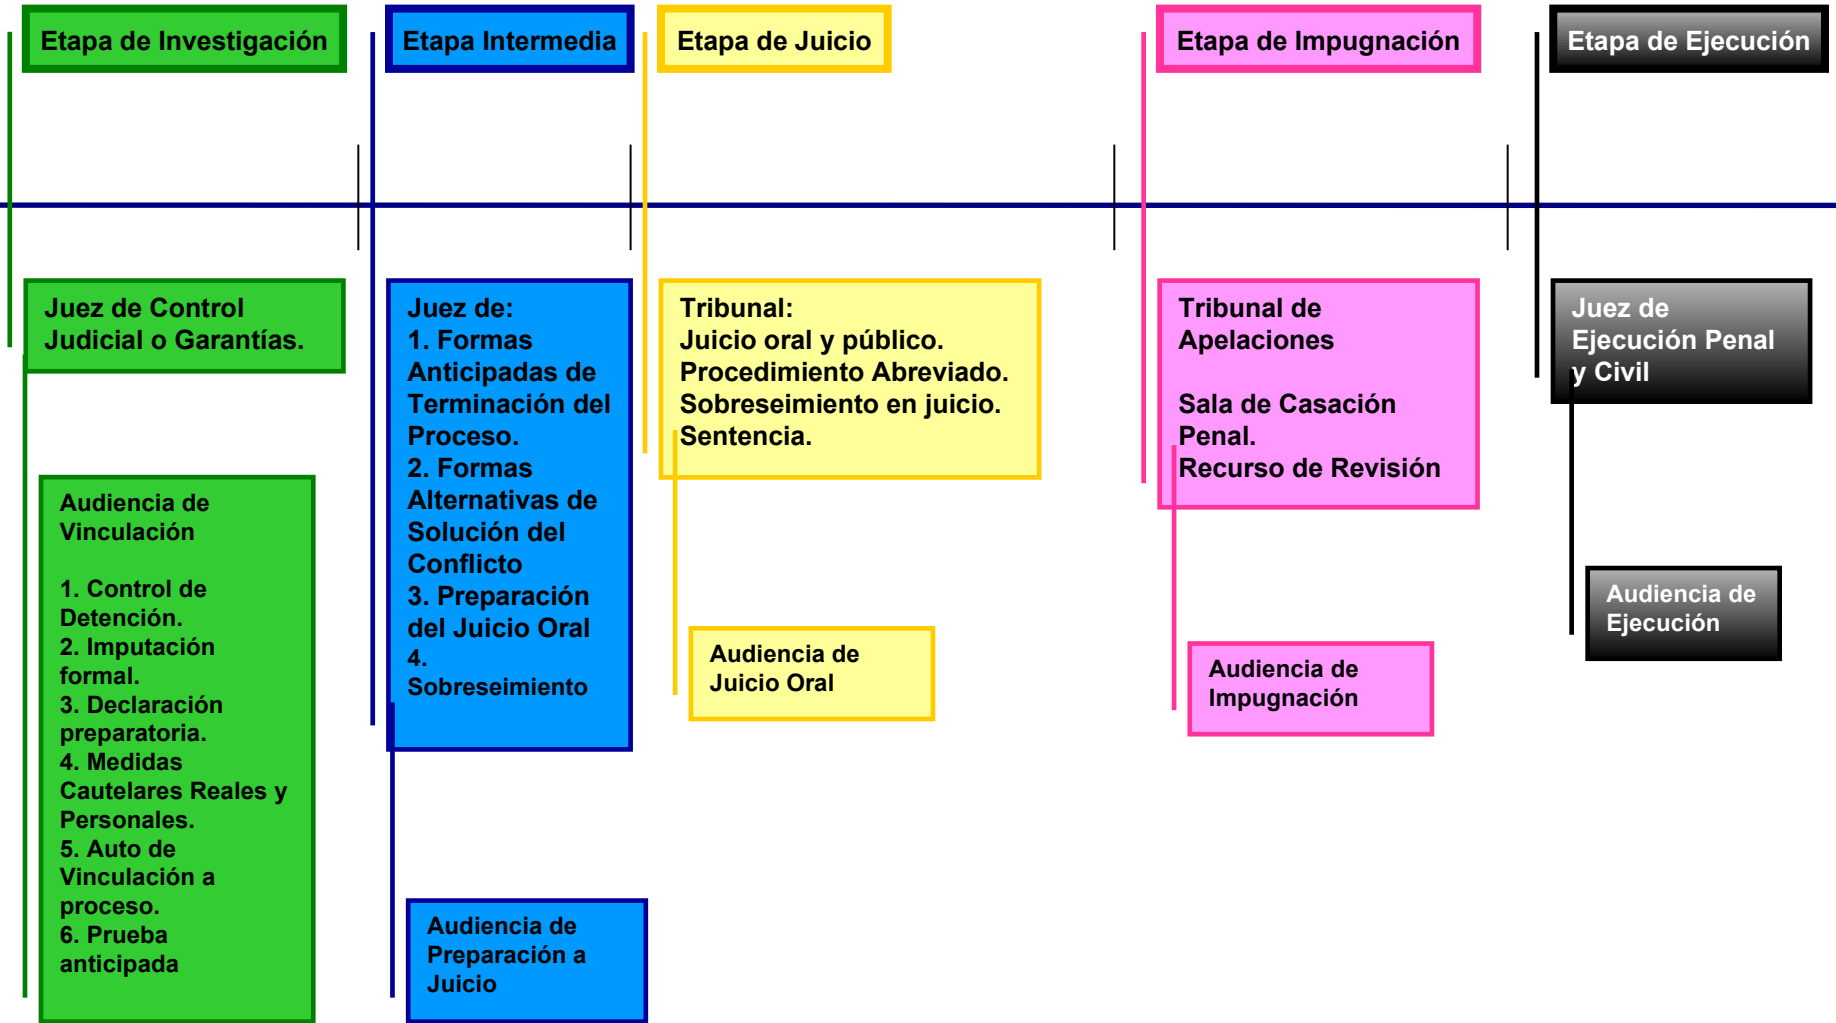 Etapa de Investigación
Etapa Intermedia
Etapa de Juicio
Etapa de Impugnación
Etapa de Ejecución
Juez de Control
Judicial o Garantías.
Audiencia de
Vinculación
1. Control de
Detención.
2. Imputación
formal.
3. Declaración
preparatoria.
4. Medidas
Cautelares Reales y
Personales.
5. Auto de
Vinculación a
proceso.
6. Prueba
anticipada
Juez de:
1. Formas
Anticipadas de
Terminación del
Proceso.
2. Formas
Alternativas de
Solución del
Conflicto
3. Preparación
del Juicio Oral
4.
Sobreseimiento
Audiencia de
Preparación a
Juicio
Tribunal:
Juicio oral y público.
Procedimiento Abreviado.
Sobreseimiento en juicio.
Sentencia.
Audiencia de
Juicio Oral
Tribunal de
Apelaciones
Sala de Casación
Penal.
Recurso de Revisión
Audiencia de
Impugnación
Juez de
Ejecución Penal
y Civil
Audiencia de
Ejecución